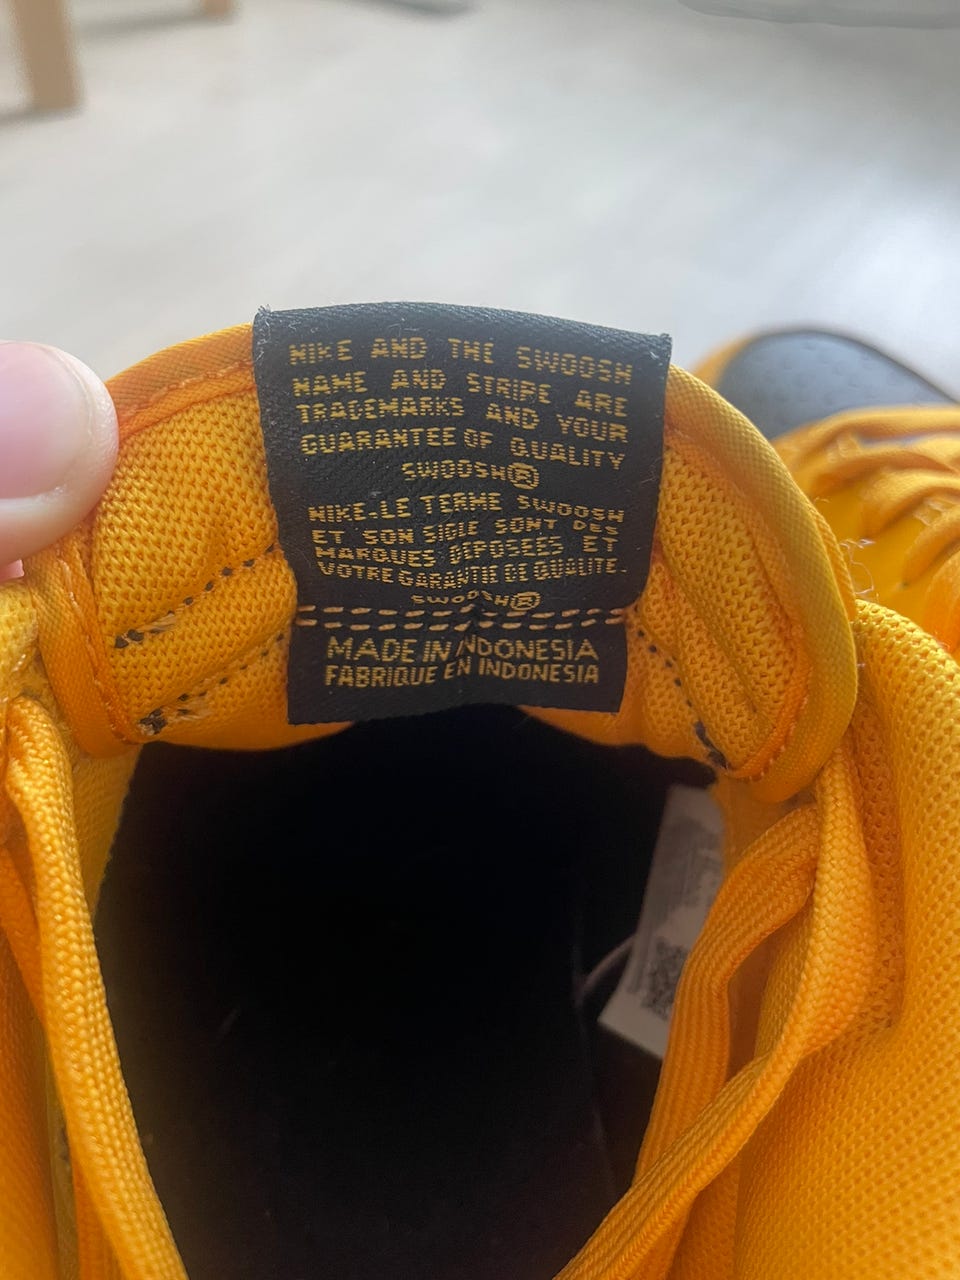 NIKE AND THE SWOOSH
NAME AND STRIPE ARE
TRADEMARKS AND YOUR
GUARANTEE OF QUALITY
SWOOSH®
NIKE-LE TERME SWOOSH
ET SON SIGLE SONT DES
MARQUES DEPOSÉES ET
VOTRE GARANTIE DE QUALITE.
SWOOSH®
MADE IN INDONESIA
FABRIQUE EN INDONESIA